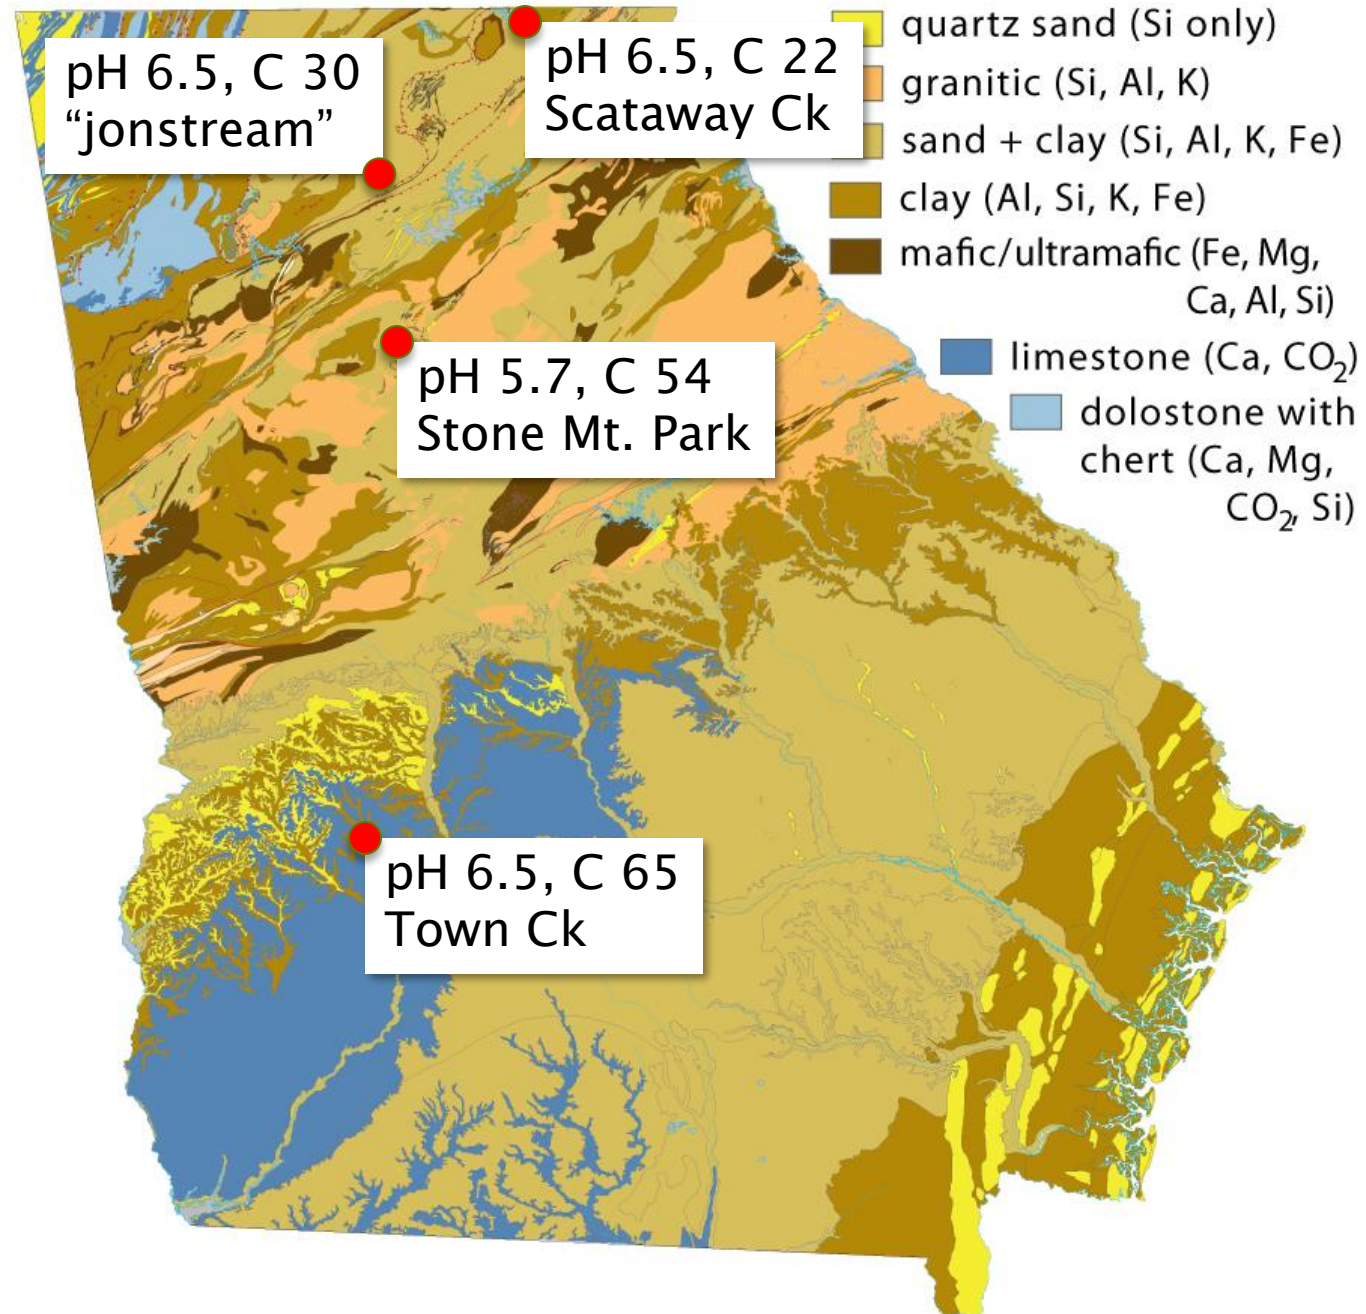 pH 6.5, C 30
“jonstream”
pH 6.5, C 22
Scataway Ck
quartz sand (Si only)
granitic (Si, Al, K)
sand + clay (Si, Al, K, Fe)
clay (Al, Si, K, Fe)
mafic/ultramafic (Fe, Mg,
Ca, Al, Si)
limestone (Ca, CO₂)
dolostone with
chert (Ca, Mg,
CO₂, Si)
pH 5.7, C 54
Stone Mt. Park
pH 6.5, C 65
Town Ck